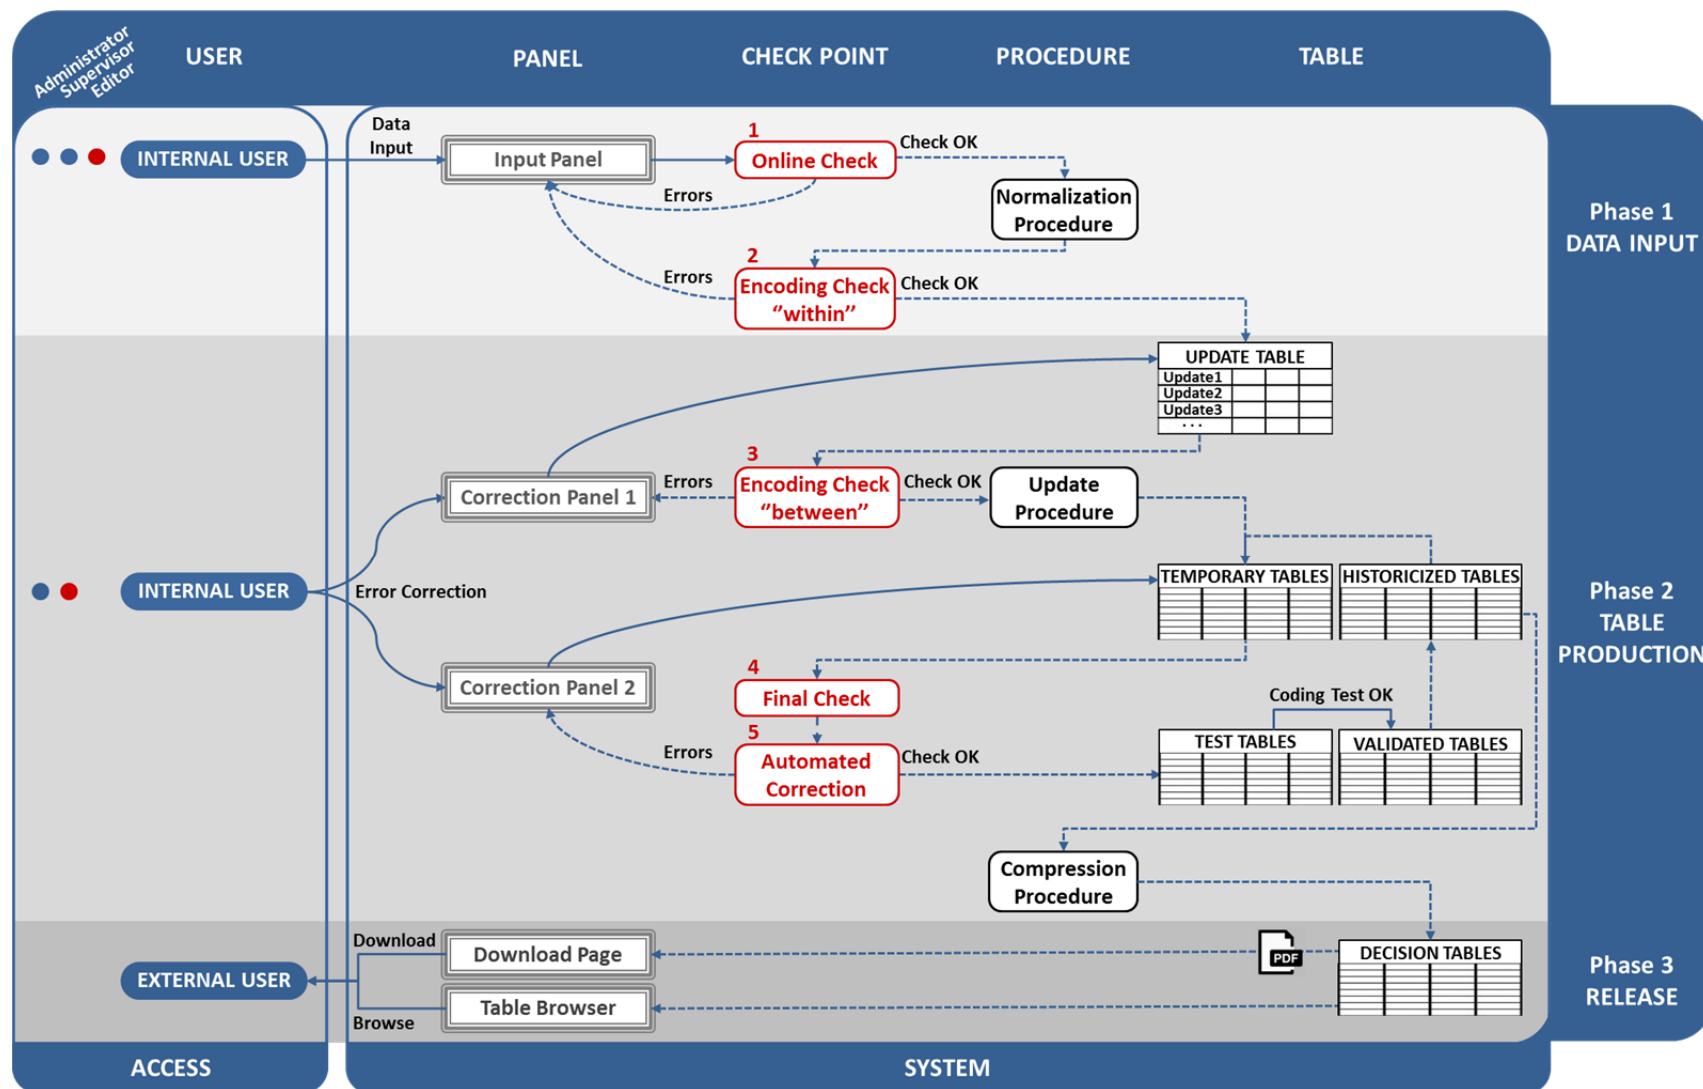 Administrator
Supervisor
Editor
USER
PANEL
CHECK POINT
PROCEDURE
TABLE
Data
Input
INTERNAL USER
Input Panel
1
Online Check
Check OK
Errors
Normalization
Procedure
2
Encoding Check
‘’within’’
Errors
Check OK
Phase 1
DATA INPUT
UPDATE TABLE
Update1
Update2
Update3
...
Correction Panel 1
Errors
3
Encoding Check
‘’between’’
Check OK
Update
Procedure
INTERNAL USER
Error Correction
TEMPORARY TABLES
HISTORICIZED TABLES
Phase 2
TABLE
PRODUCTION
Correction Panel 2
4
Final Check
5
Automated
Correction
Errors
Check OK
Coding Test OK
TEST TABLES
VALIDATED TABLES
Compression
Procedure
Download
Download Page
PDF
DECISION TABLES
EXTERNAL USER
Table Browser
Browse
Phase 3
RELEASE
ACCESS
SYSTEM